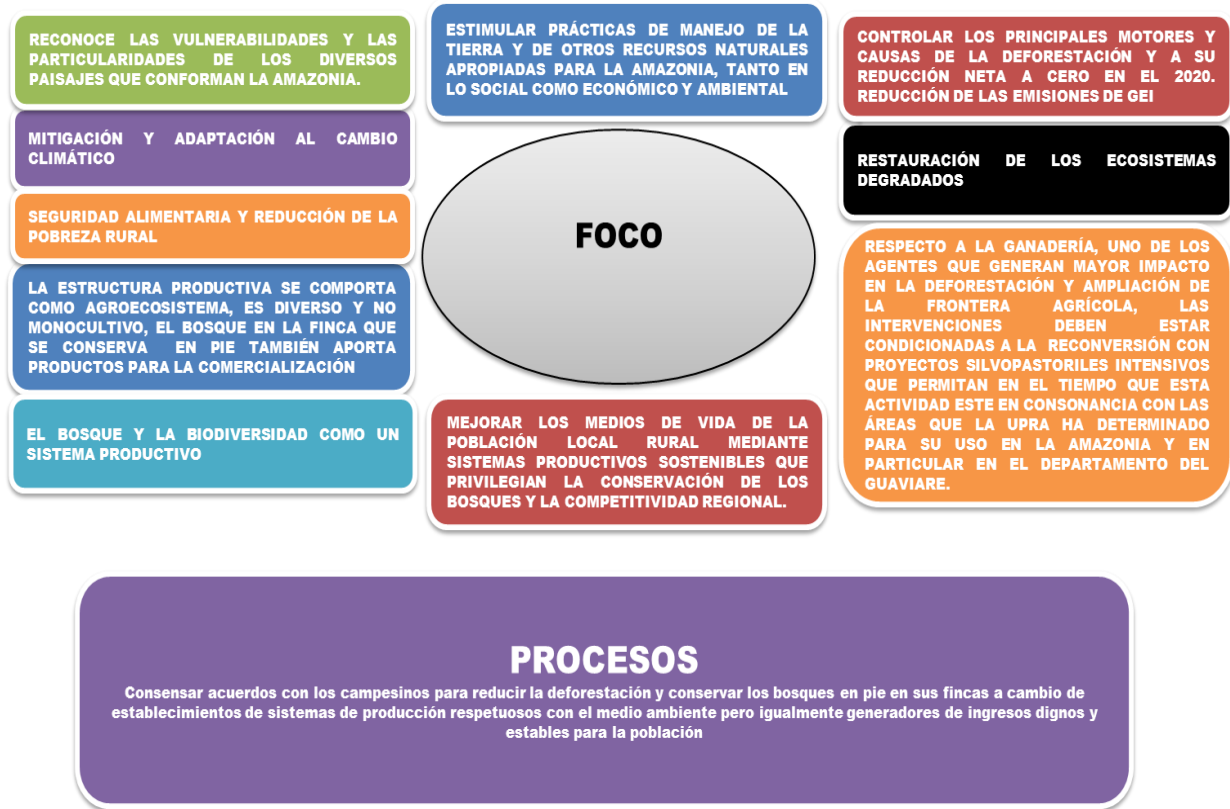 RECONOCE LAS VULNERABILIDADES Y LAS
PARTICULARIDADES DE LOS DIVERSOS
PAISAJES QUE CONFORMAN LA AMAZONIA.
MITIGACIÓN Y ADAPTACIÓN AL CAMBIO
CLIMÁTICO
SEGURIDAD ALIMENTARIA Y REDUCCIÓN DE LA
POBREZA RURAL
LA ESTRUCTURA PRODUCTIVA SE COMPORTA
COMO AGROECOSISTEMA, ES DIVERSO Y NO
MONOCULTIVO, EL BOSQUE EN LA FINCA QUE
SE CONSERVA EN PIE TAMBIÉN APORTA
PRODUCTOS PARA LA COMERCIALIZACIÓN
EL BOSQUE Y LA BIODIVERSIDAD COMO UN
SISTEMA PRODUCTIVO
ESTIMULAR PRÁCTICAS DE MANEJO DE LA
TIERRA Y DE OTROS RECURSOS NATURALES
APROPIADAS PARA LA AMAZONIA, TANTO EN
LO SOCIAL COMO ECONÓMICO Y AMBIENTAL
FOCO
MEJORAR LOS MEDIOS DE VIDA DE LA
POBLACIÓN LOCAL RURAL MEDIANTE
SISTEMAS PRODUCTIVOS SOSTENIBLES QUE
PRIVILEGIAN LA CONSERVACIÓN DE LOS
BOSQUES Y LA COMPETITIVIDAD REGIONAL.
CONTROLAR LOS PRINCIPALES MOTORES Y
CAUSAS DE LA DEFORESTACIÓN Y A SU
REDUCCIÓN NETA A CERO EN EL 2020.
REDUCCIÓN DE LAS EMISIONES DE GEI
RESTAURACIÓN DE LOS ECOSISTEMAS
DEGRADADOS
RESPECTO A LA GANADERÍA, UNO DE LOS
AGENTES QUE GENERAN MAYOR IMPACTO
EN LA DEFORESTACIÓN Y AMPLIACIÓN DE
LA FRONTERA AGRÍCOLA, LAS
INTERVENCIONES DEBEN ESTAR
CONDICIONADAS A LA RECONVERSIÓN CON
PROYECTOS SILVOPASTORILES INTENSIVOS
QUE PERMITAN EN EL TIEMPO QUE ESTA
ACTIVIDAD ESTE EN CONSONANCIA CON LAS
ÁREAS QUE LA UPRA HA DETERMINADO
PARA SU USO EN LA AMAZONIA Y EN
PARTICULAR EN EL DEPARTAMENTO DEL
GUAVIARE.
PROCESOS
Consensar acuerdos con los campesinos para reducir la deforestación y conservar los bosques en pie en sus fincas a cambio de
establecimientos de sistemas de producción respetuosos con el medio ambiente pero igualmente generadores de ingresos dignos y
estables para la población